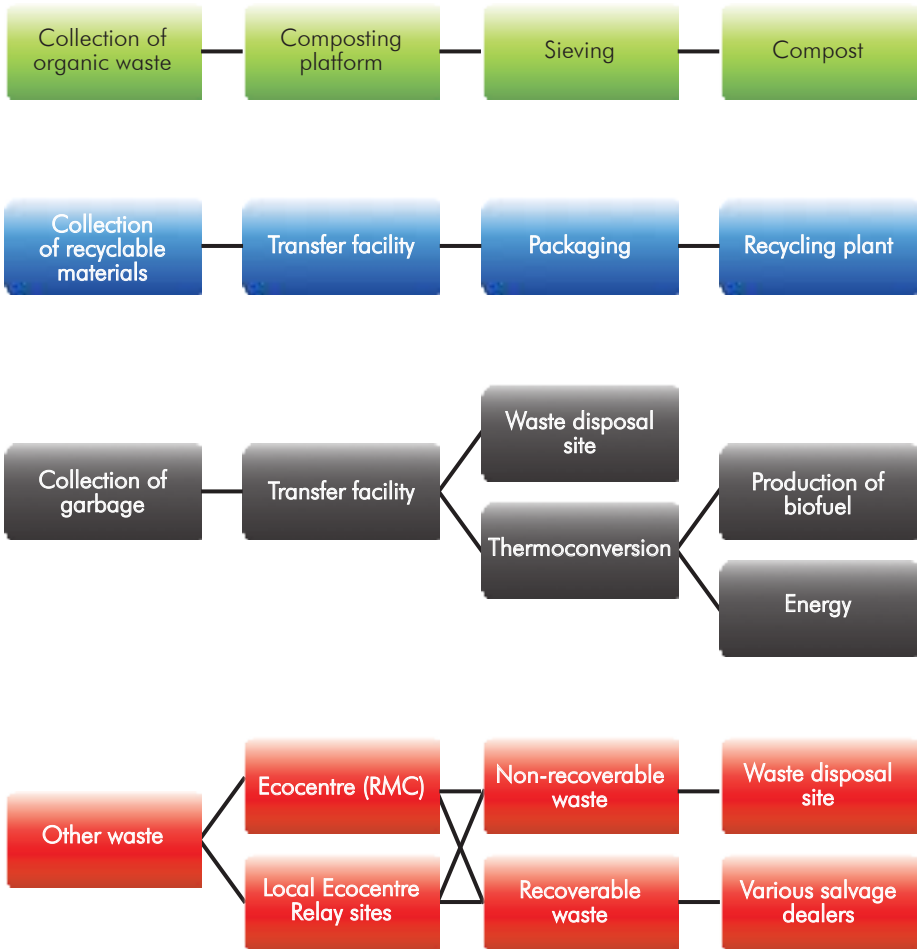 Collection of
organic waste
Composting
platform
Sieving
Compost
Collection
of recyclable
materials
Transfer facility
Packaging
Recycling plant
Collection of
garbage
Transfer facility
Waste disposal
site
Thermoconversion
Production of
biofuel
Energy
Other waste
Ecocentre (RMC)
Local Ecocentre
Relay sites
Non-recoverable
waste
Recoverable
waste
Waste disposal
site
Various salvage
dealers